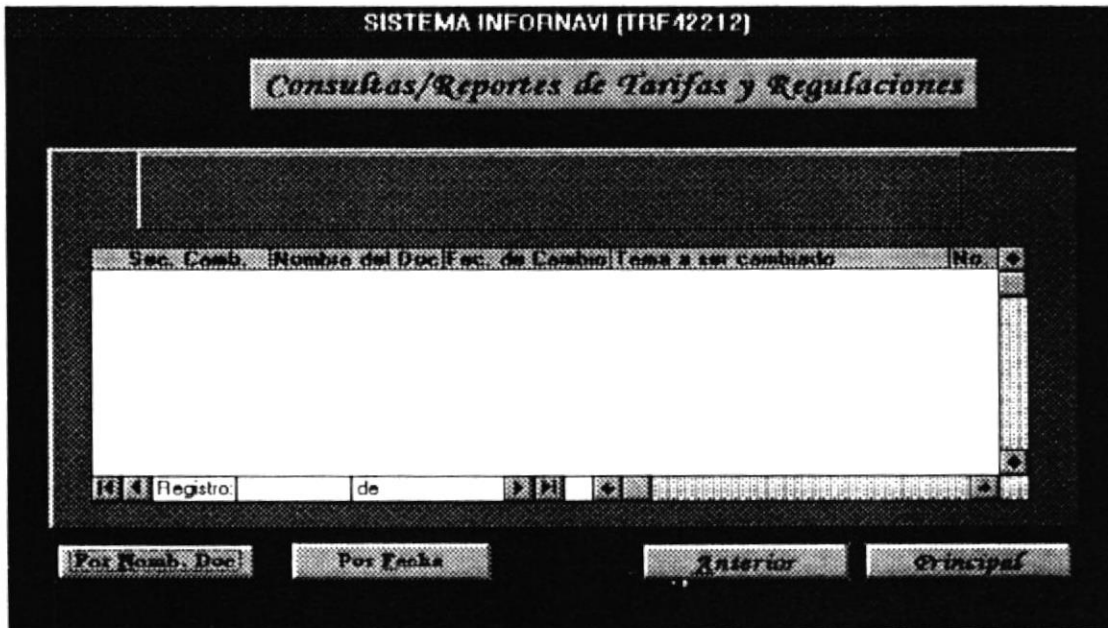 SISTEMA INFORNAVI (TRF42212)
Consultas/Reportes de Tarifas y Regulaciones
Sec. Camb. Nombre del Doc Fec. de Cambio Tema a ser cambiado No.
Registro: de
Por Nomb. Doc Por Fecha Anterior Principal